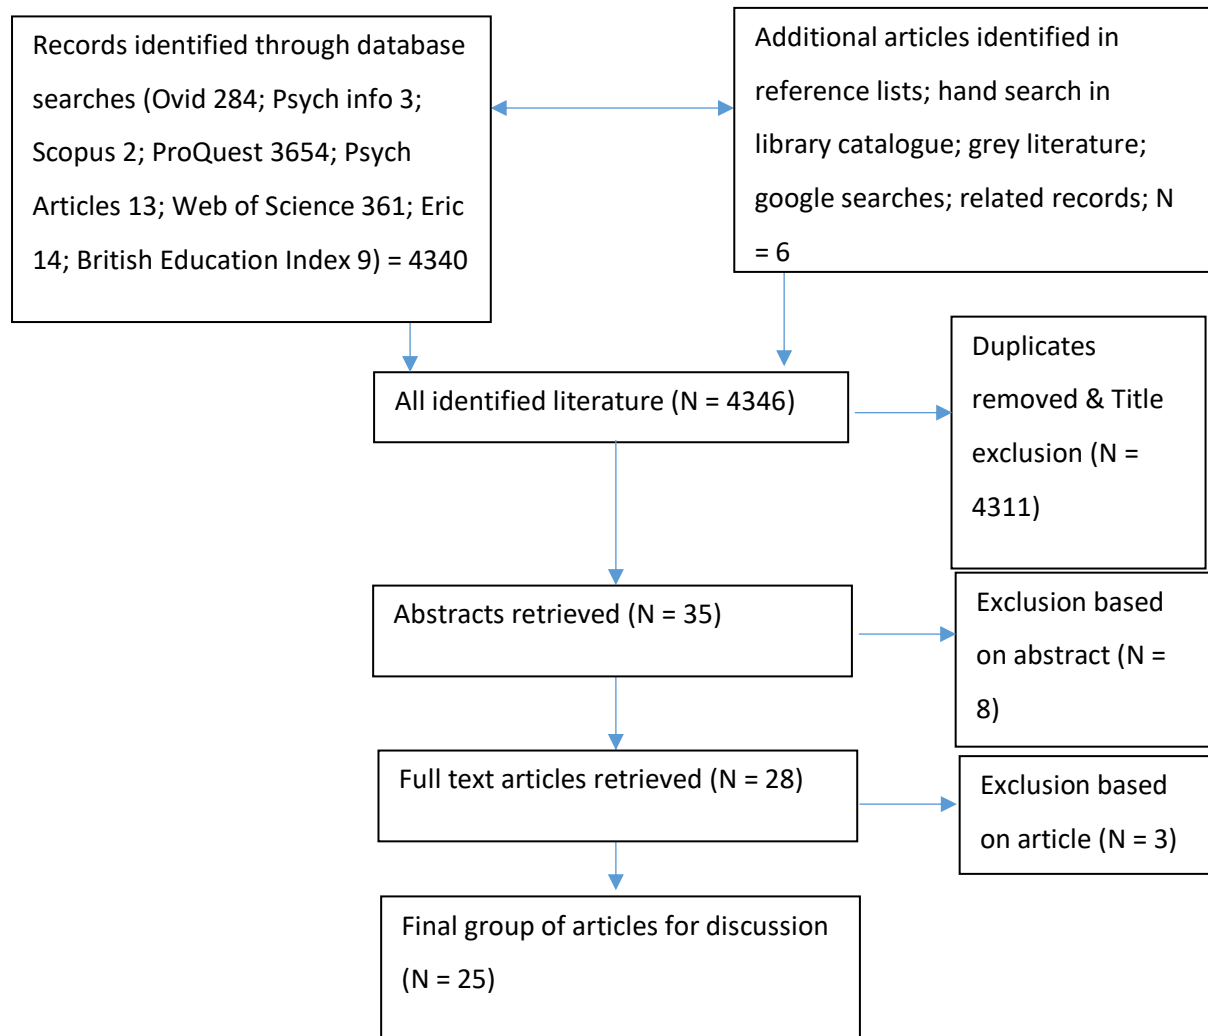 Records identified through database
searches (Ovid 284; Psych info 3;
Scopus 2; ProQuest 3654; Psych
Articles 13; Web of Science 361; Eric
14; British Education Index 9) = 4340
Additional articles identified in
reference lists; hand search in
library catalogue; grey literature;
google searches; related records; N
= 6
All identified literature (N = 4346)
Duplicates
removed & Title
exclusion (N =
4311)
Abstracts retrieved (N = 35)
Exclusion based
on abstract (N =
8)
Full text articles retrieved (N = 28)
Exclusion based
on article (N = 3)
Final group of articles for discussion
(N = 25)